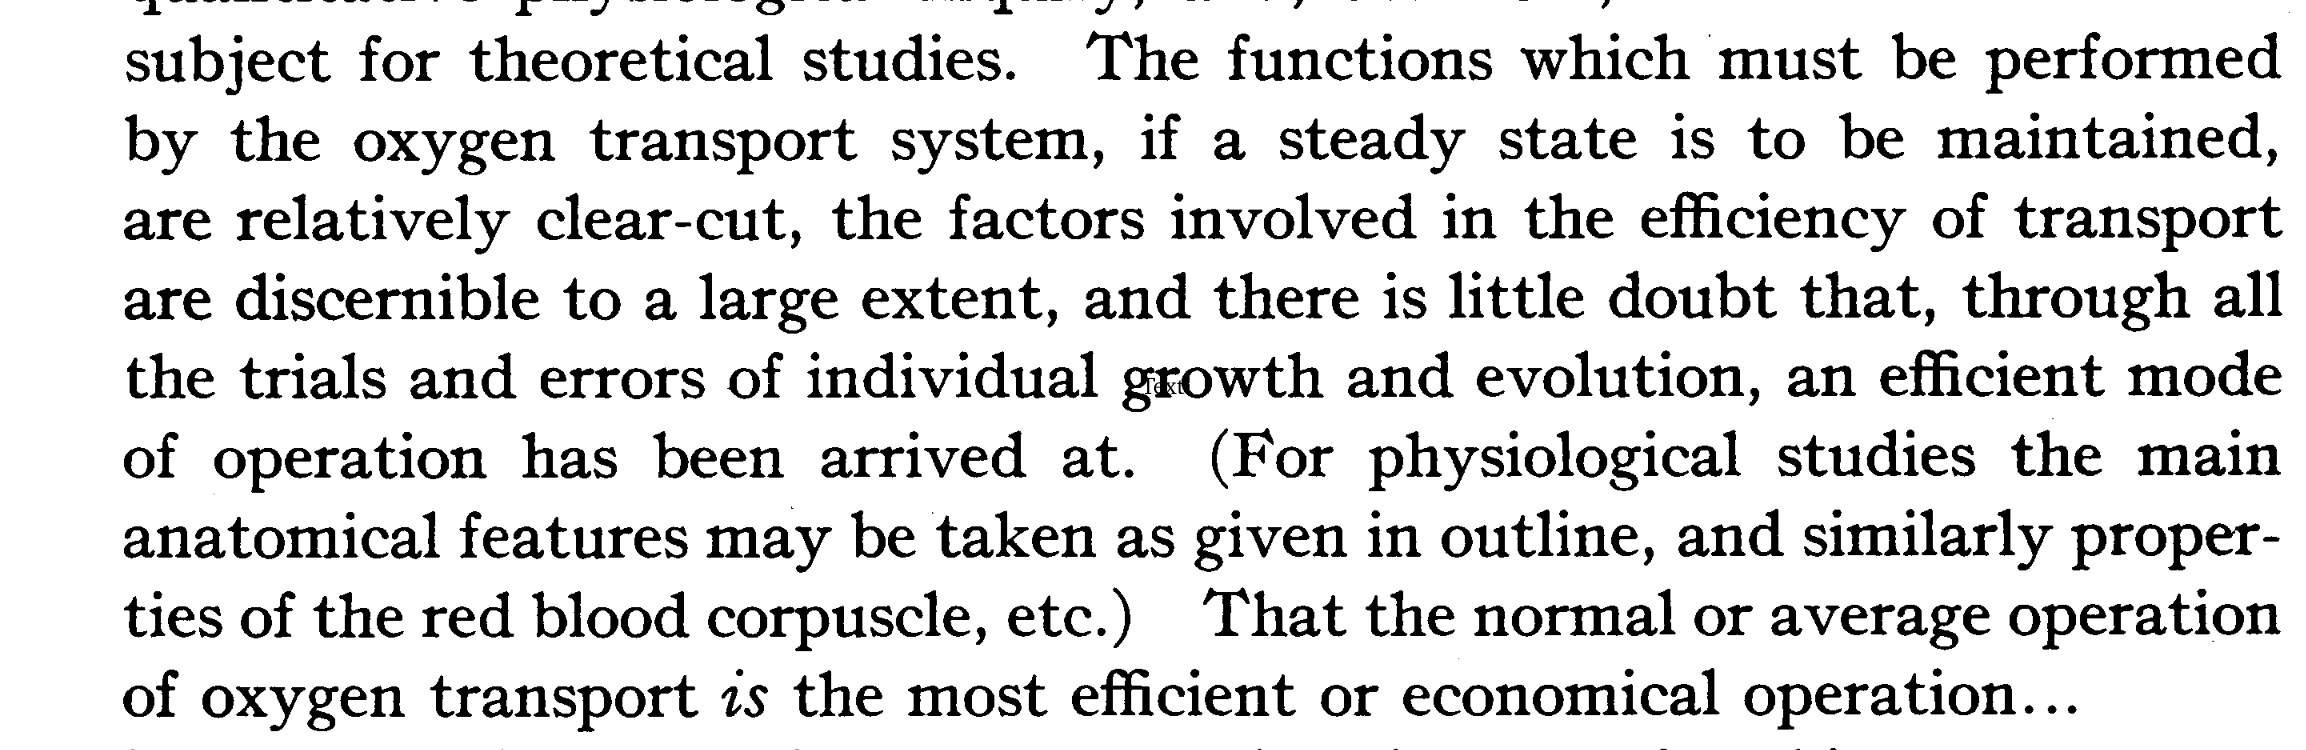 subject for theoretical studies. The functions which must be performed
by the oxygen transport system, if a steady state is to be maintained,
are relatively clear-cut, the factors involved in the efficiency of transport
are discernible to a large extent, and there is little doubt that, through all
the trials and errors of individual growth and evolution, an efficient mode
of operation has been arrived at. (For physiological studies the main
anatomical features may be taken as given in outline, and similarly proper-
ties of the red blood corpuscle, etc.) That the normal or average operation
of oxygen transport is the most efficient or economical operation...
Text